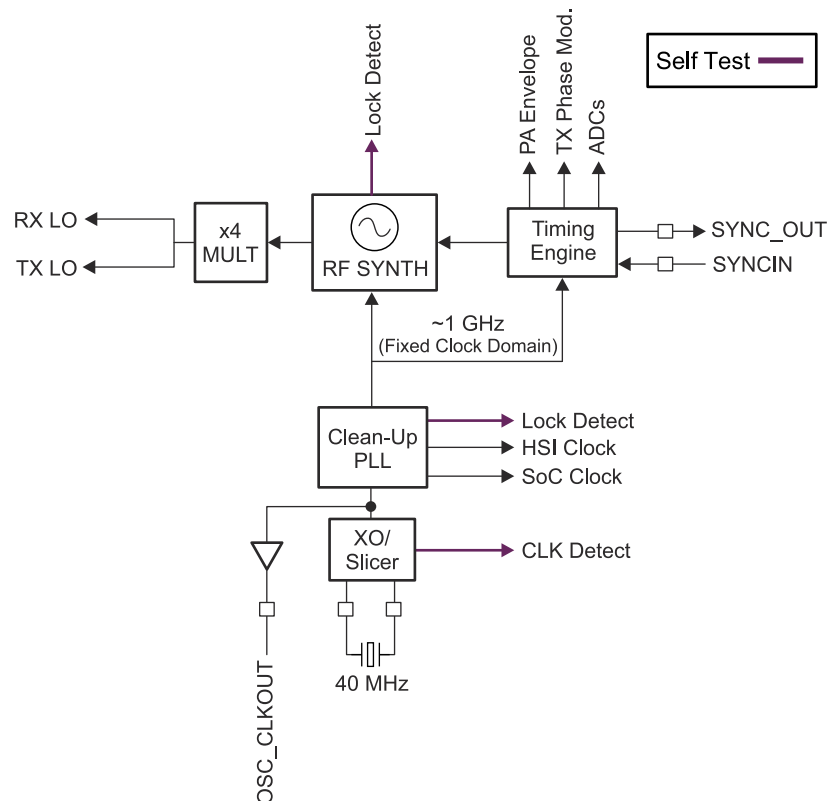 Lock Detect
PA Envelope
TX Phase Mod.
ADCs
Self Test
RX LO
TX LO
x4
MULT
RF SYNTH
Timing
Engine
SYNC_OUT
SYNCIN
~1 GHz
(Fixed Clock Domain)
Clean-Up
PLL
Lock Detect
HSI Clock
SoC Clock
XO/
Slicer
CLK Detect
40 MHz
OSC_CLKOUT